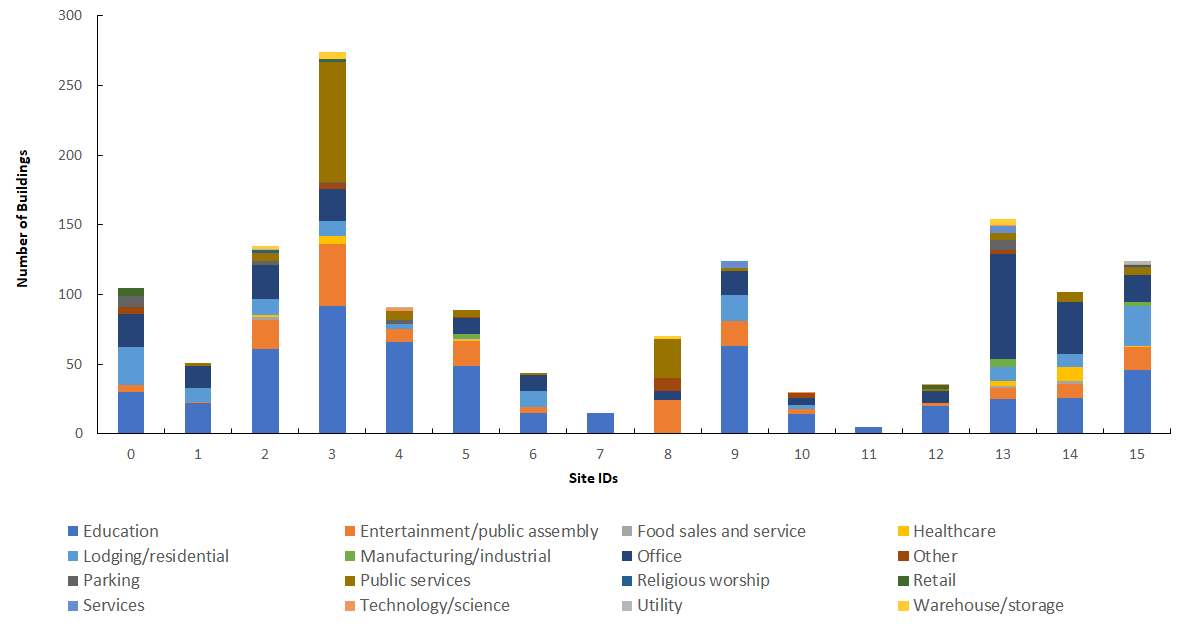 300
250
200
150
100
50
0
Number of Buildings
0 1 2 3 4 5 6 7 8 9 10 11 12 13 14 15
Site IDs
Education Entertainment/public assembly Food sales and service Healthcare
Lodging/residential Manufacturing/industrial Office Other
Parking Public services Religious worship Retail
Services Technology/science Utility Warehouse/storage